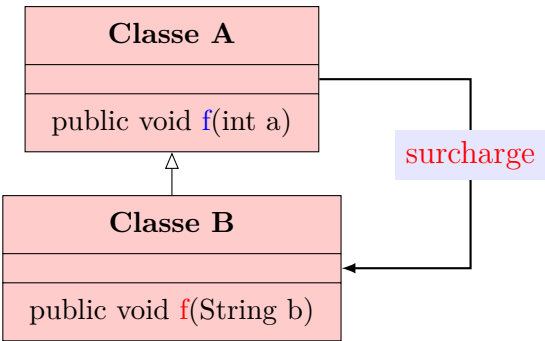 Classe A
public void f(int a)
surcharge
Classe B
public void f(String b)